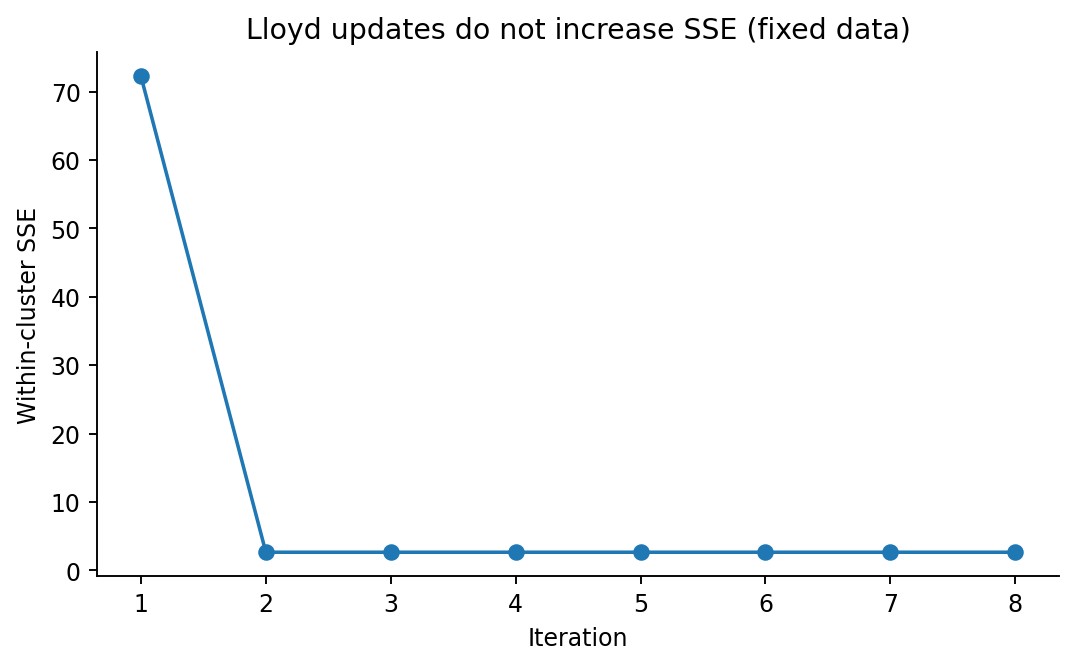 Lloyd updates do not increase SSE (fixed data)
Within-cluster SSE
70
60
50
40
30
20
10
0
1 2 3 4 5 6 7 8
Iteration